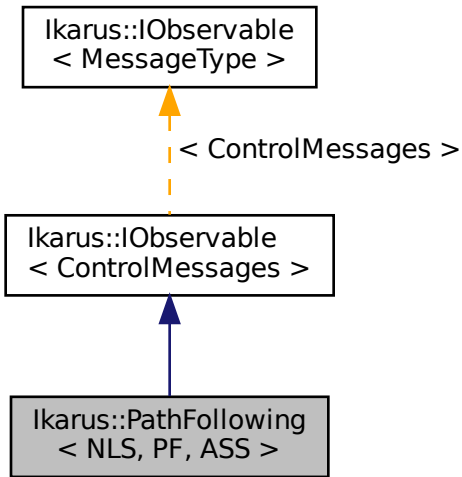 Ikarus::IObservable
< MessageType >
< ControlMessages >
Ikarus::IObservable
< ControlMessages >
Ikarus::PathFollowing
< NLS, PF, ASS >